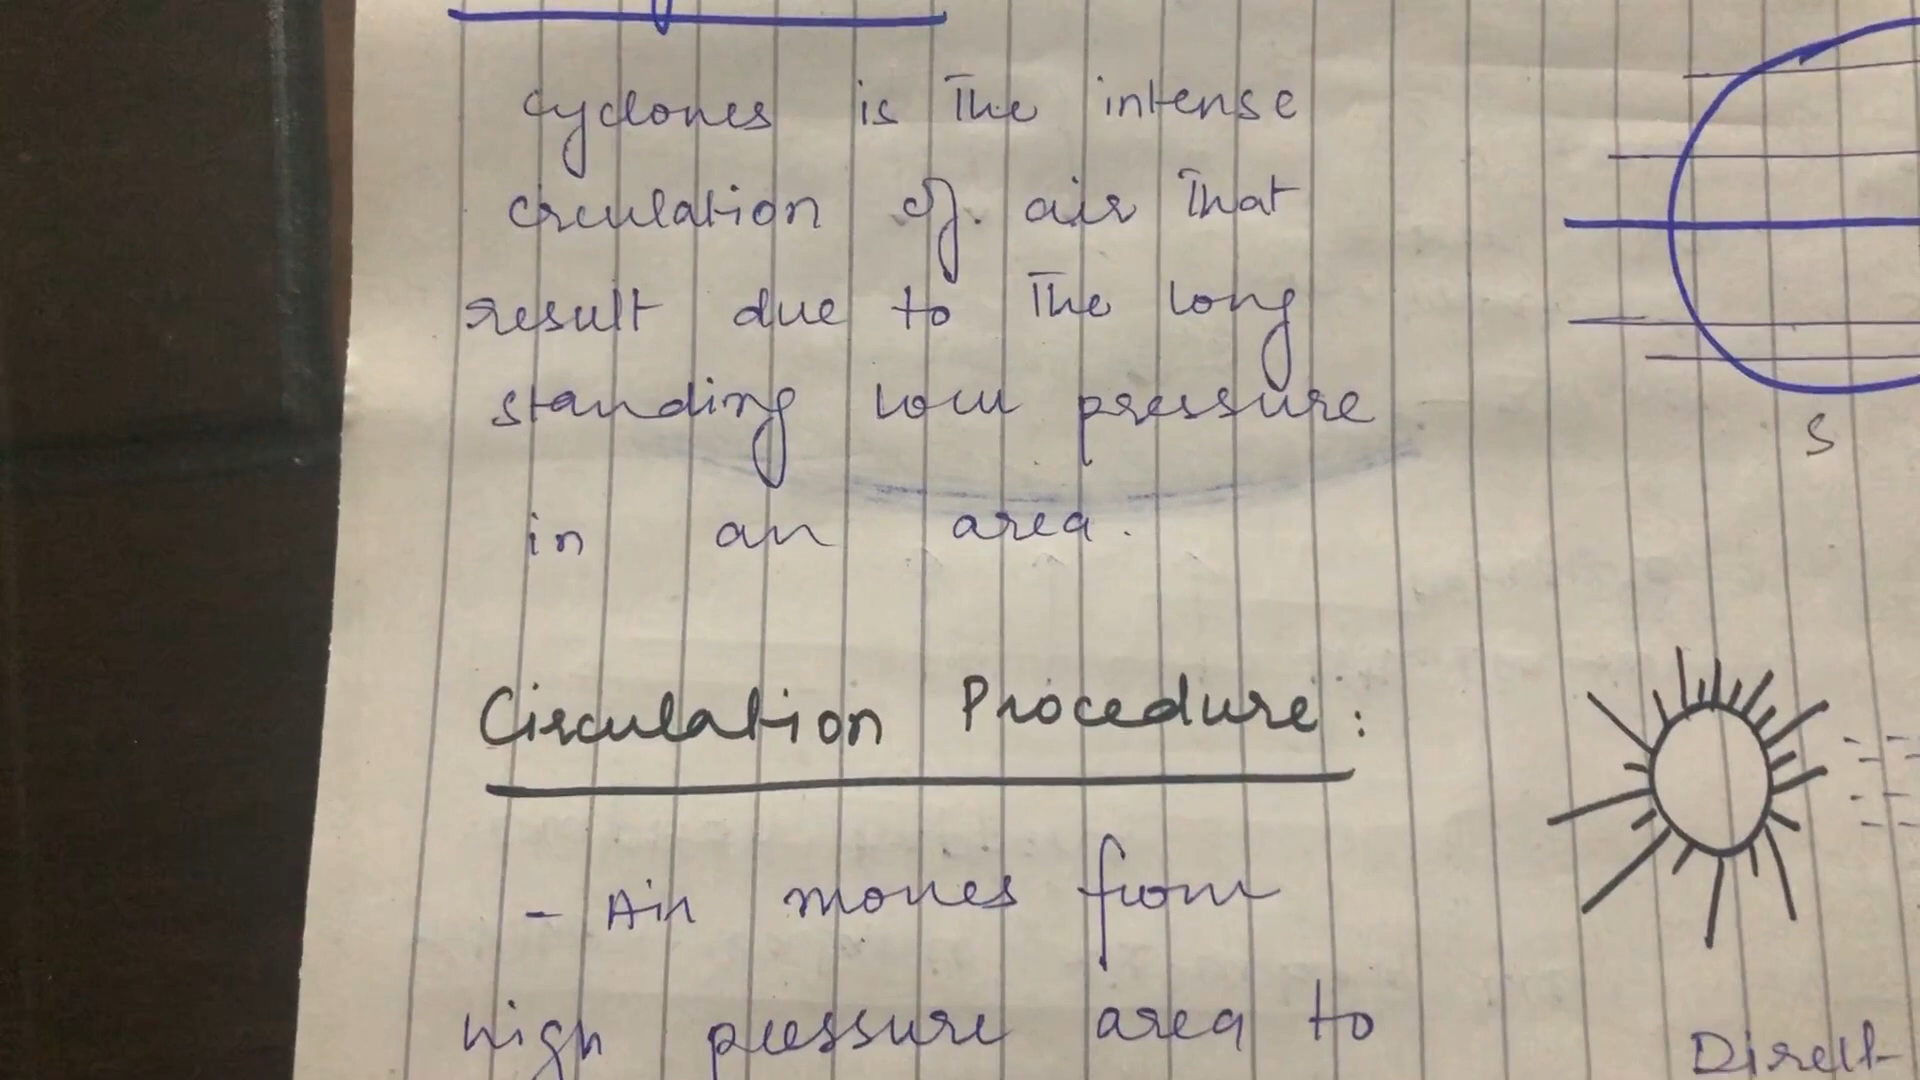 cyclones is the intense
crculation of air that
result due to the long
standing low pressure
in an area.
S
Circulation Procedure:
- Air moves from
high pressure area to
Direct